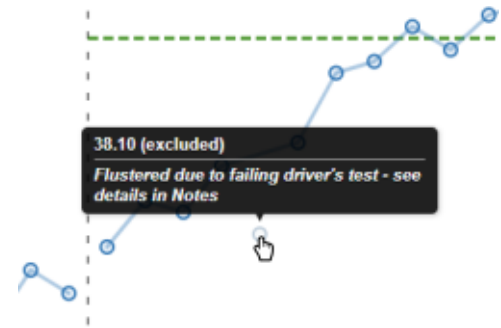 38.10 (excluded)
Flustered due to failing driver's test - see
details in Notes